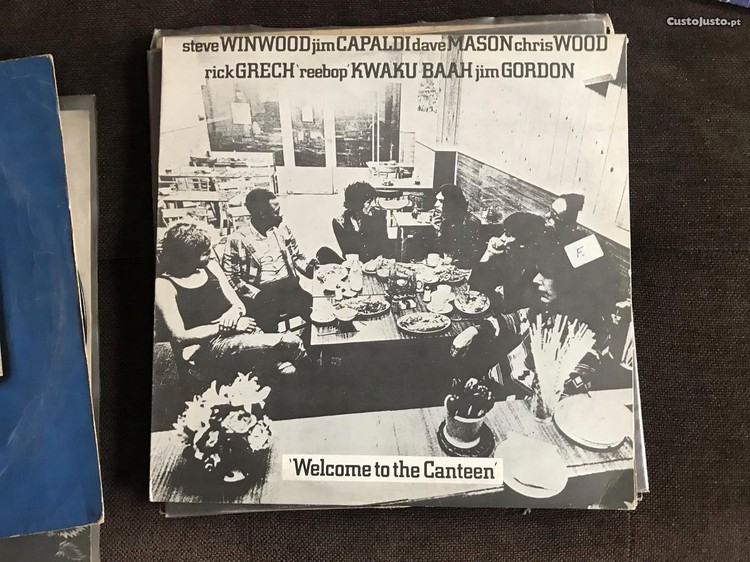 CustoJusto.pt
steve WINWOOD jim CAPALDI dave MASON chris WOOD
rick GRECH 'reebop' KWAKU BAAH jim GORDON
F.
'Welcome to the Canteen'